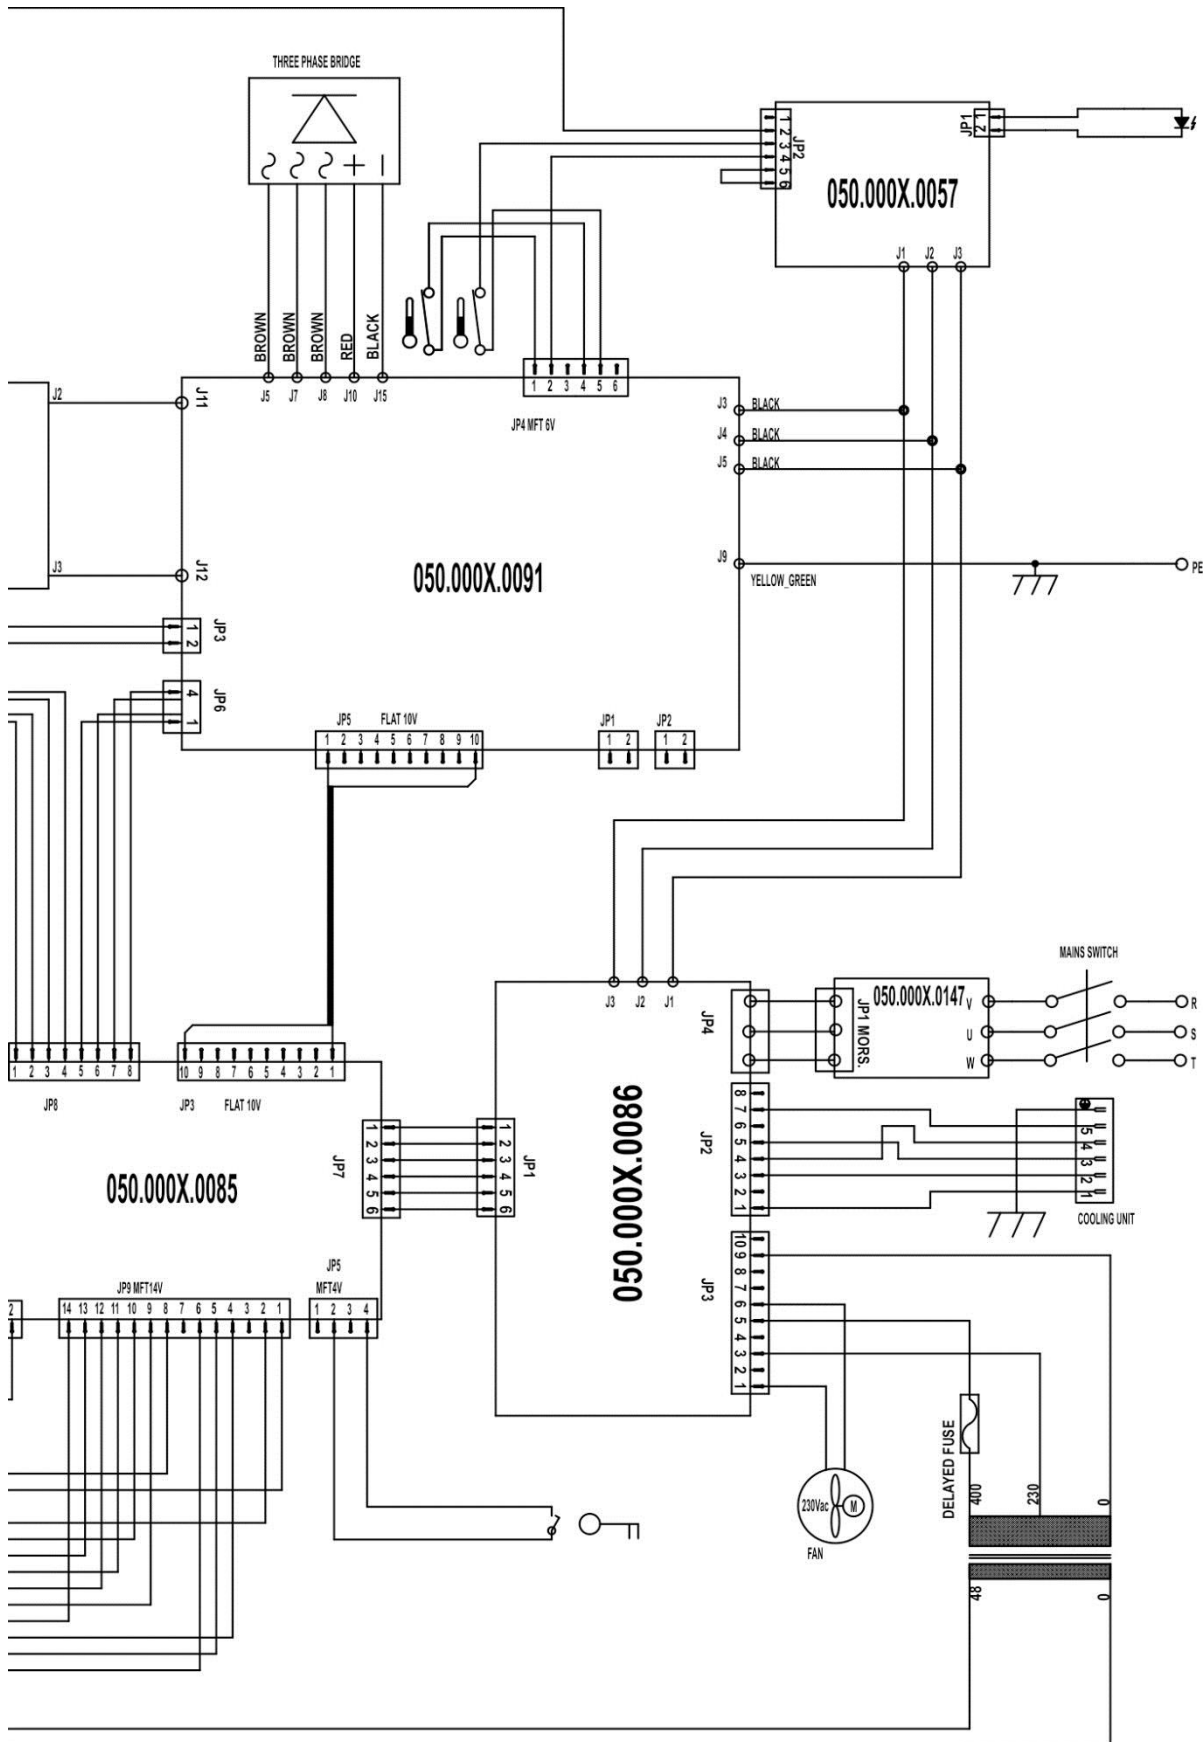 THREE PHASE BRIDGE
BROWN
BROWN
BROWN
RED
BLACK
J5
J7
J8
J10
J15
1 2 3 4 5 6
JP2
050.000X.0057
JP1
1 2
J1
J2
J3
J2
J3
J11
J12
1 2 3 4 5 6
JP4 MFT 6V
J3
BLACK
J4
BLACK
J5
BLACK
J9
YELLOW_GREEN
PE
050.000X.0091
1 2
JP3
4 1
JP6
JP5
FLAT 10V
1 2 3 4 5 6 7 8 9 10
JP1
1 2
JP2
1 2
J3
J2
J1
MAINS SWITCH
JP4
JP1 MORS.
050.000X.0147
V
U
W
R
S
T
1 2 3 4 5 6 7 8
JP8
10 9 8 7 6 5 4 3 2 1
JP3
FLAT 10V
050.000X.0085
JP7
1 2 3 4 5 6
1 2 3 4 5 6
JP1
050.000X.0086
JP2
8 7 6 5 4 3 2 1
5 4 3 2 1
COOLING UNIT
JP3
10 9 8 7 6 5 4 3 2 1
2
JP9 MFT14V
14 13 12 11 10 9 8 7 6 5 4 3 2 1
JP5
MFT4V
1 2 3 4
230Vac
M
FAN
DELAYED FUSE
400
230
0
48
0